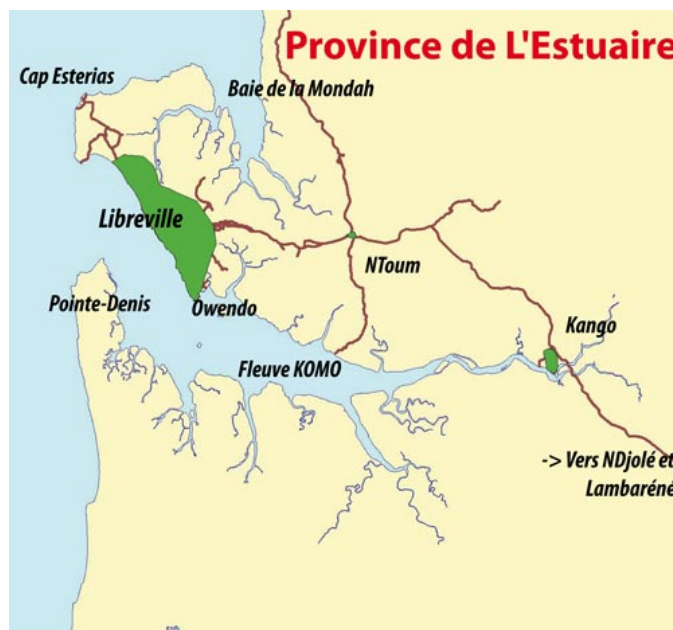 Province de L'Estuaire
Cap Esterias
Baie de la Mondah
Libreville
NToum
Pointe-Denis
Owendo
Kango
Fleuve KOMO
-> Vers NDjolé et
Lambaréné